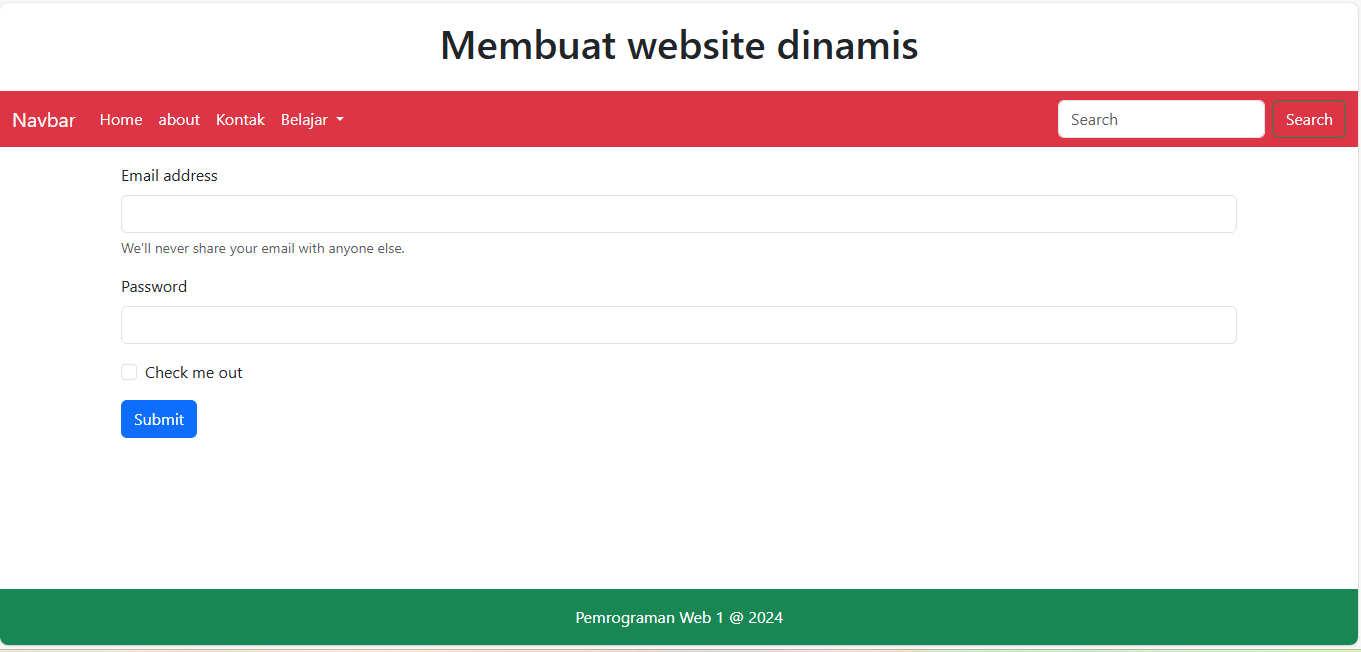 Membuat website dinamis
Navbar Home about Kontak Belajar Search Search
Email address
We'll never share your email with anyone else.
Password
Check me out
Submit
Pemrograman Web 1 @ 2024